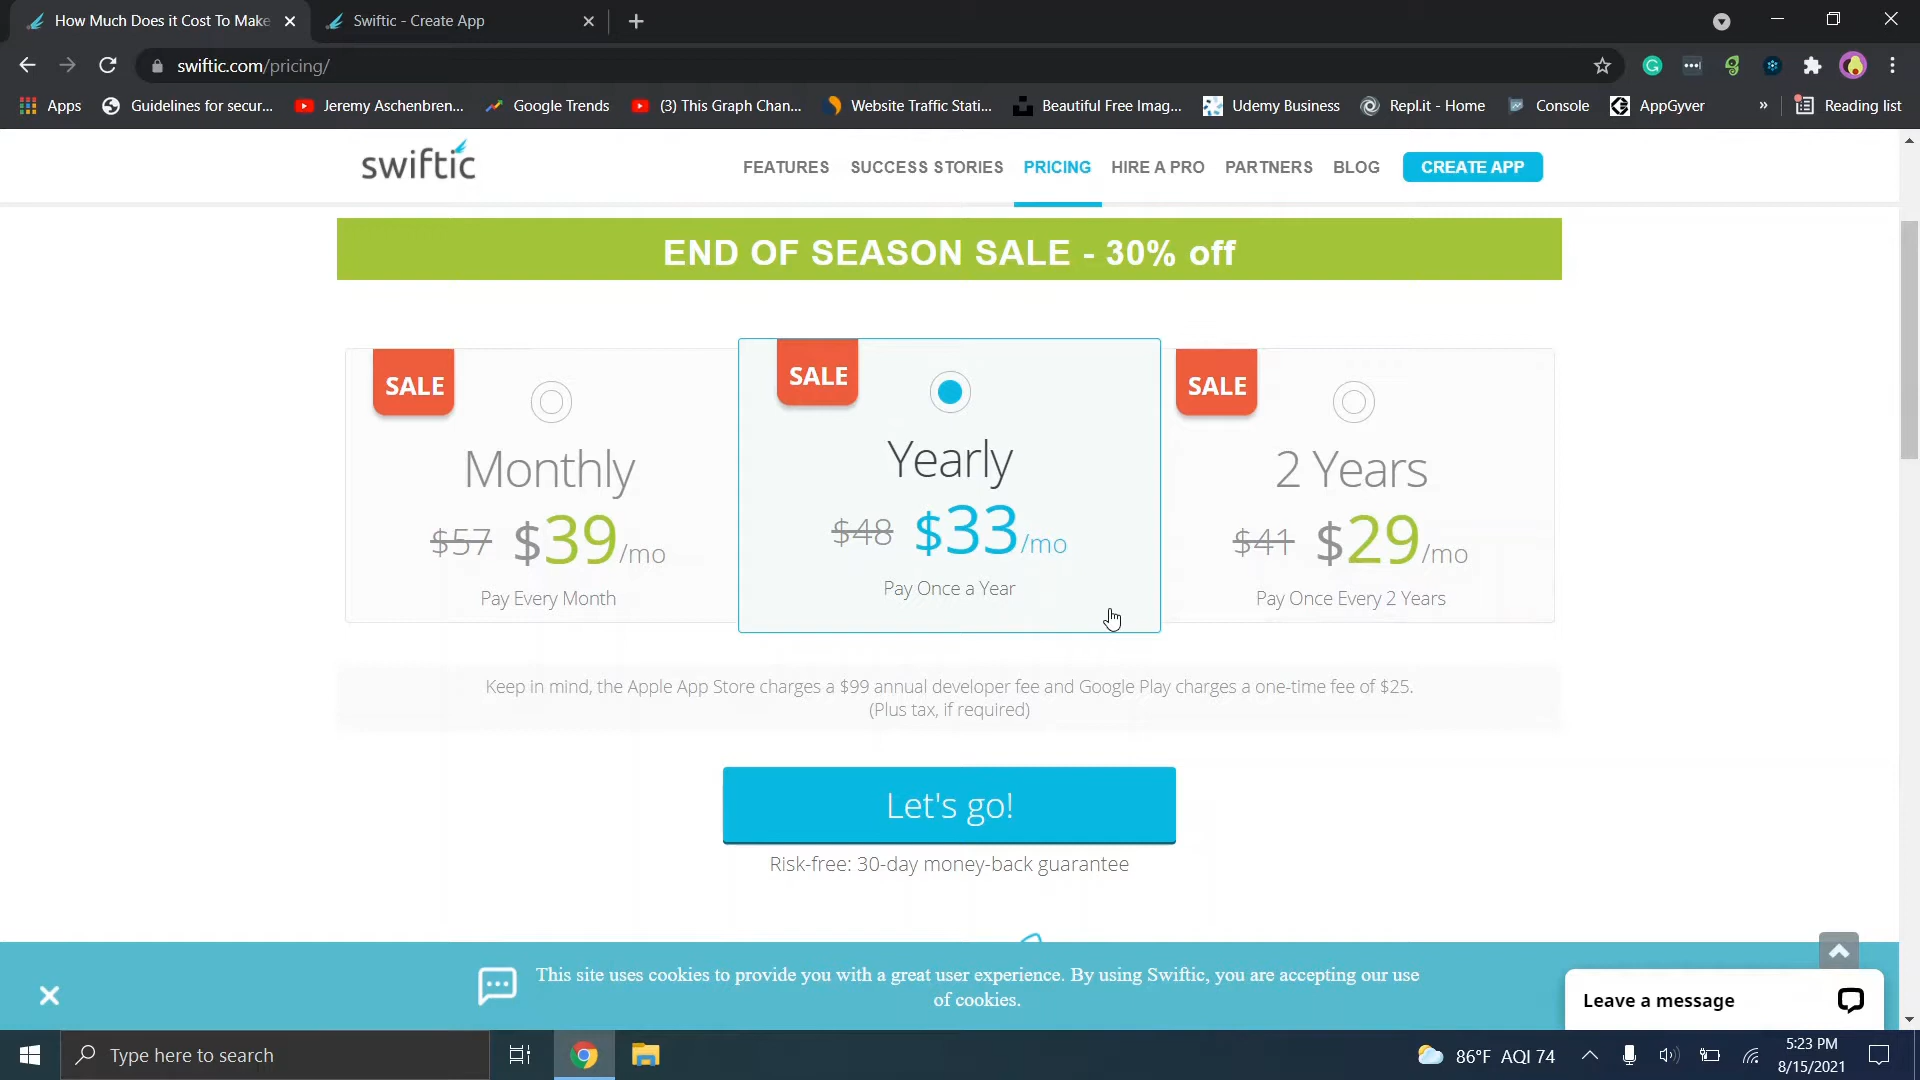 How Much Does it Cost To Make
Swiftic - Create App
swiftic.com/pricing/
Apps
Guidelines for secur...
Jeremy Aschenbren...
Google Trends
(3) This Graph Chan...
Website Traffic Stati...
Beautiful Free Imag...
Udemy Business
Repl.it - Home
Console
AppGyver
»
Reading list
swiftic
FEATURES
SUCCESS STORIES
PRICING
HIRE A PRO
PARTNERS
BLOG
CREATE APP
END OF SEASON SALE - 30% off
SALE
Monthly
$57 $39/mo
Pay Every Month
SALE
Yearly
$48 $33/mo
Pay Once a Year
SALE
2 Years
$41 $29/mo
Pay Once Every 2 Years
Keep in mind, the Apple App Store charges a $99 annual developer fee and Google Play charges a one-time fee of $25.
(Plus tax, if required)
Let's go!
Risk-free: 30-day money-back guarantee
This site uses cookies to provide you with a great user experience. By using Swiftic, you are accepting our use
of cookies.
Leave a message
Type here to search
86°F AQI 74
5:23 PM
8/15/2021